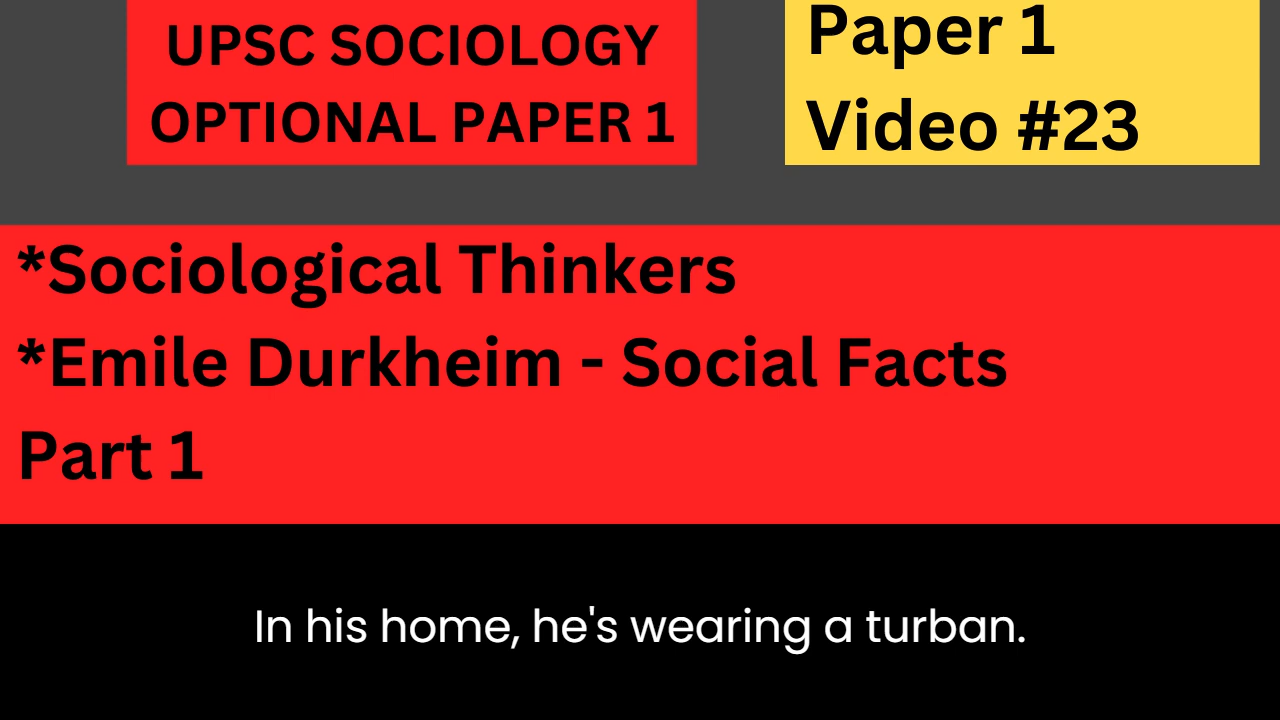 UPSC SOCIOLOGY
OPTIONAL PAPER 1
Paper 1
Video #23
*Sociological Thinkers
*Emile Durkheim - Social Facts
Part 1
In his home, he's wearing a turban.